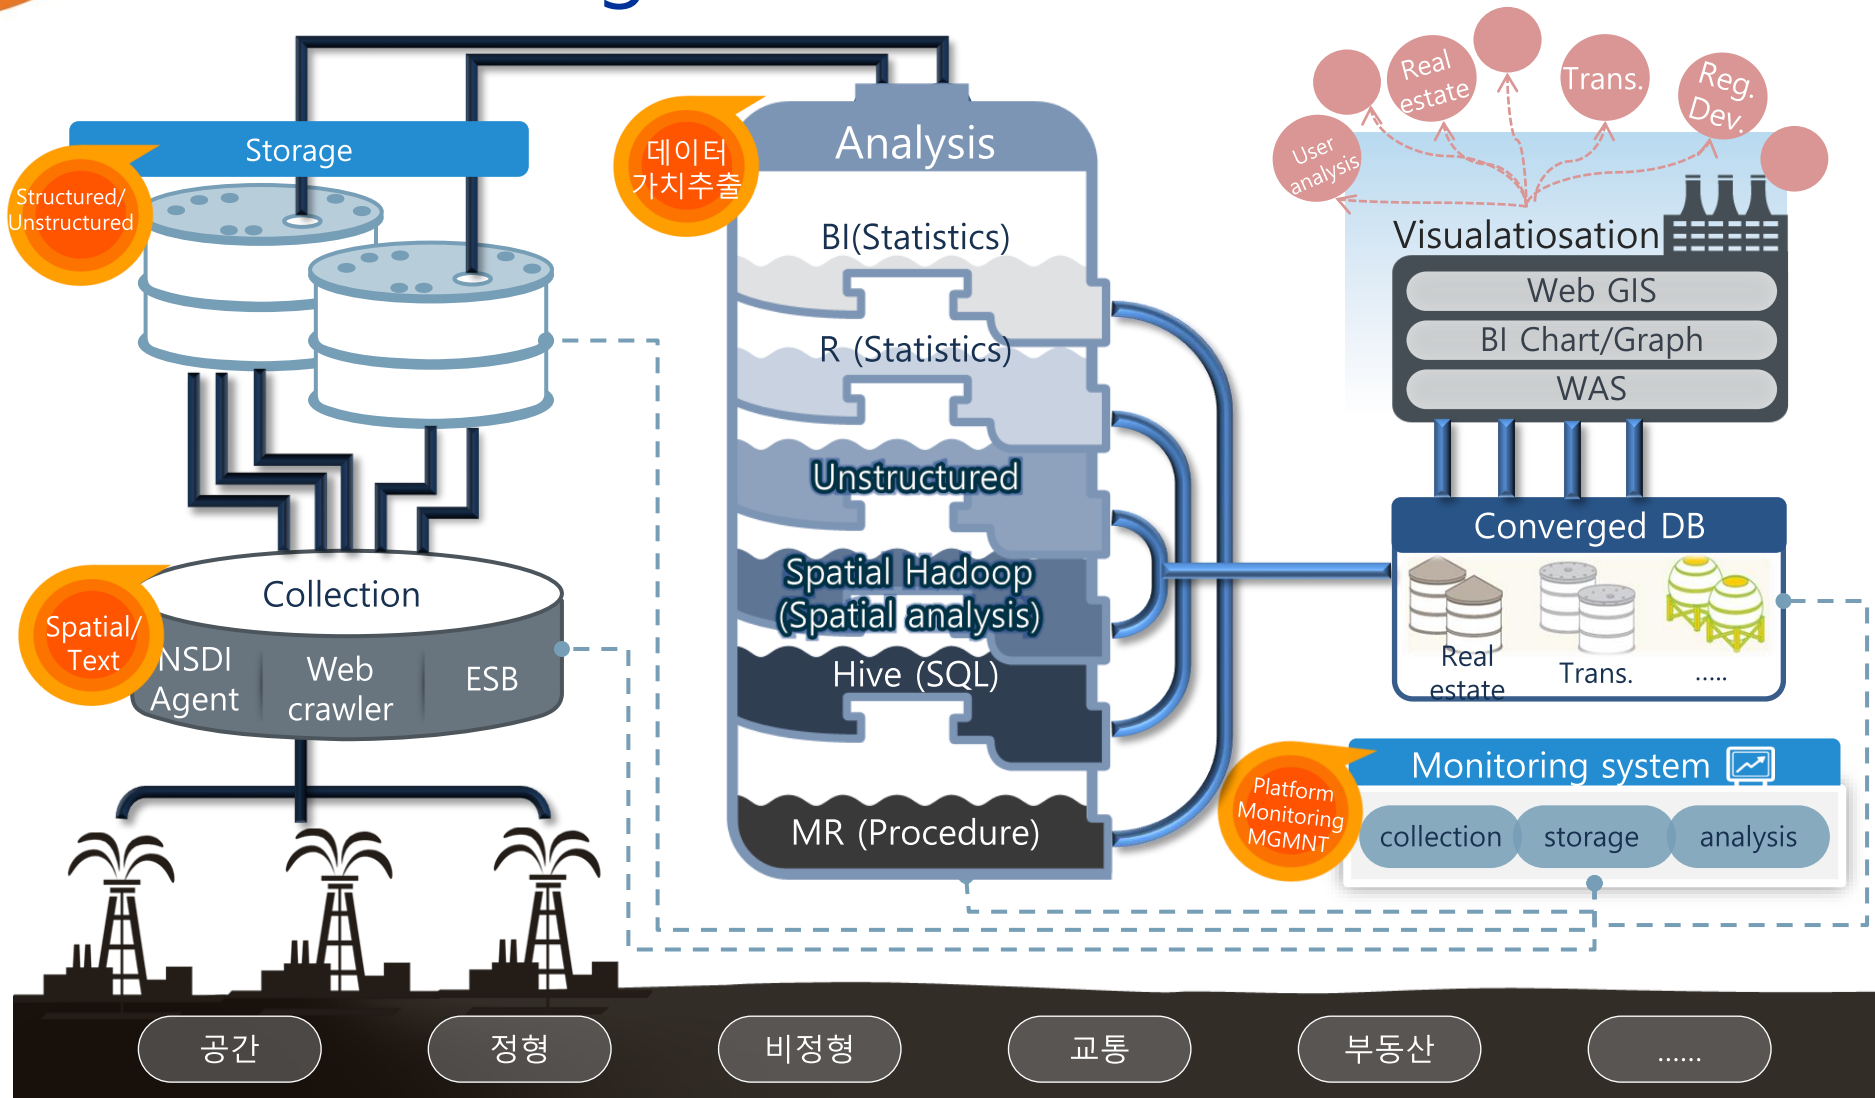 Storage
Structured/
Unstructured
데이터
가치추출
Analysis
BI(Statistics)
R (Statistics)
Unstructured
Spatial Hadoop
(Spatial analysis)
Hive (SQL)
MR (Procedure)
Collection
Spatial/
Text
NSDI
Agent
Web
crawler
ESB
User
analysis
Real
estate
Trans.
Reg.
Dev.
Visualatiosation
Web GIS
BI Chart/Graph
WAS
Converged DB
Real
estate
Trans.
.....
Monitoring system
Platform
Monitoring
MGMNT
collection
storage
analysis
공간
정형
비정형
교통
부동산
......